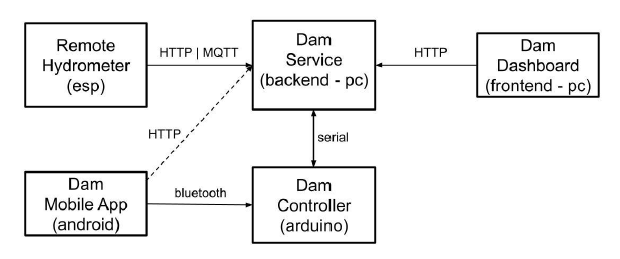 Remote
Hydrometer
(esp)
HTTP | MQTT
Dam
Service
(backend - pc)
HTTP
Dam
Dashboard
(frontend - pc)
HTTP
serial
Dam
Mobile App
(android)
bluetooth
Dam
Controller
(arduino)